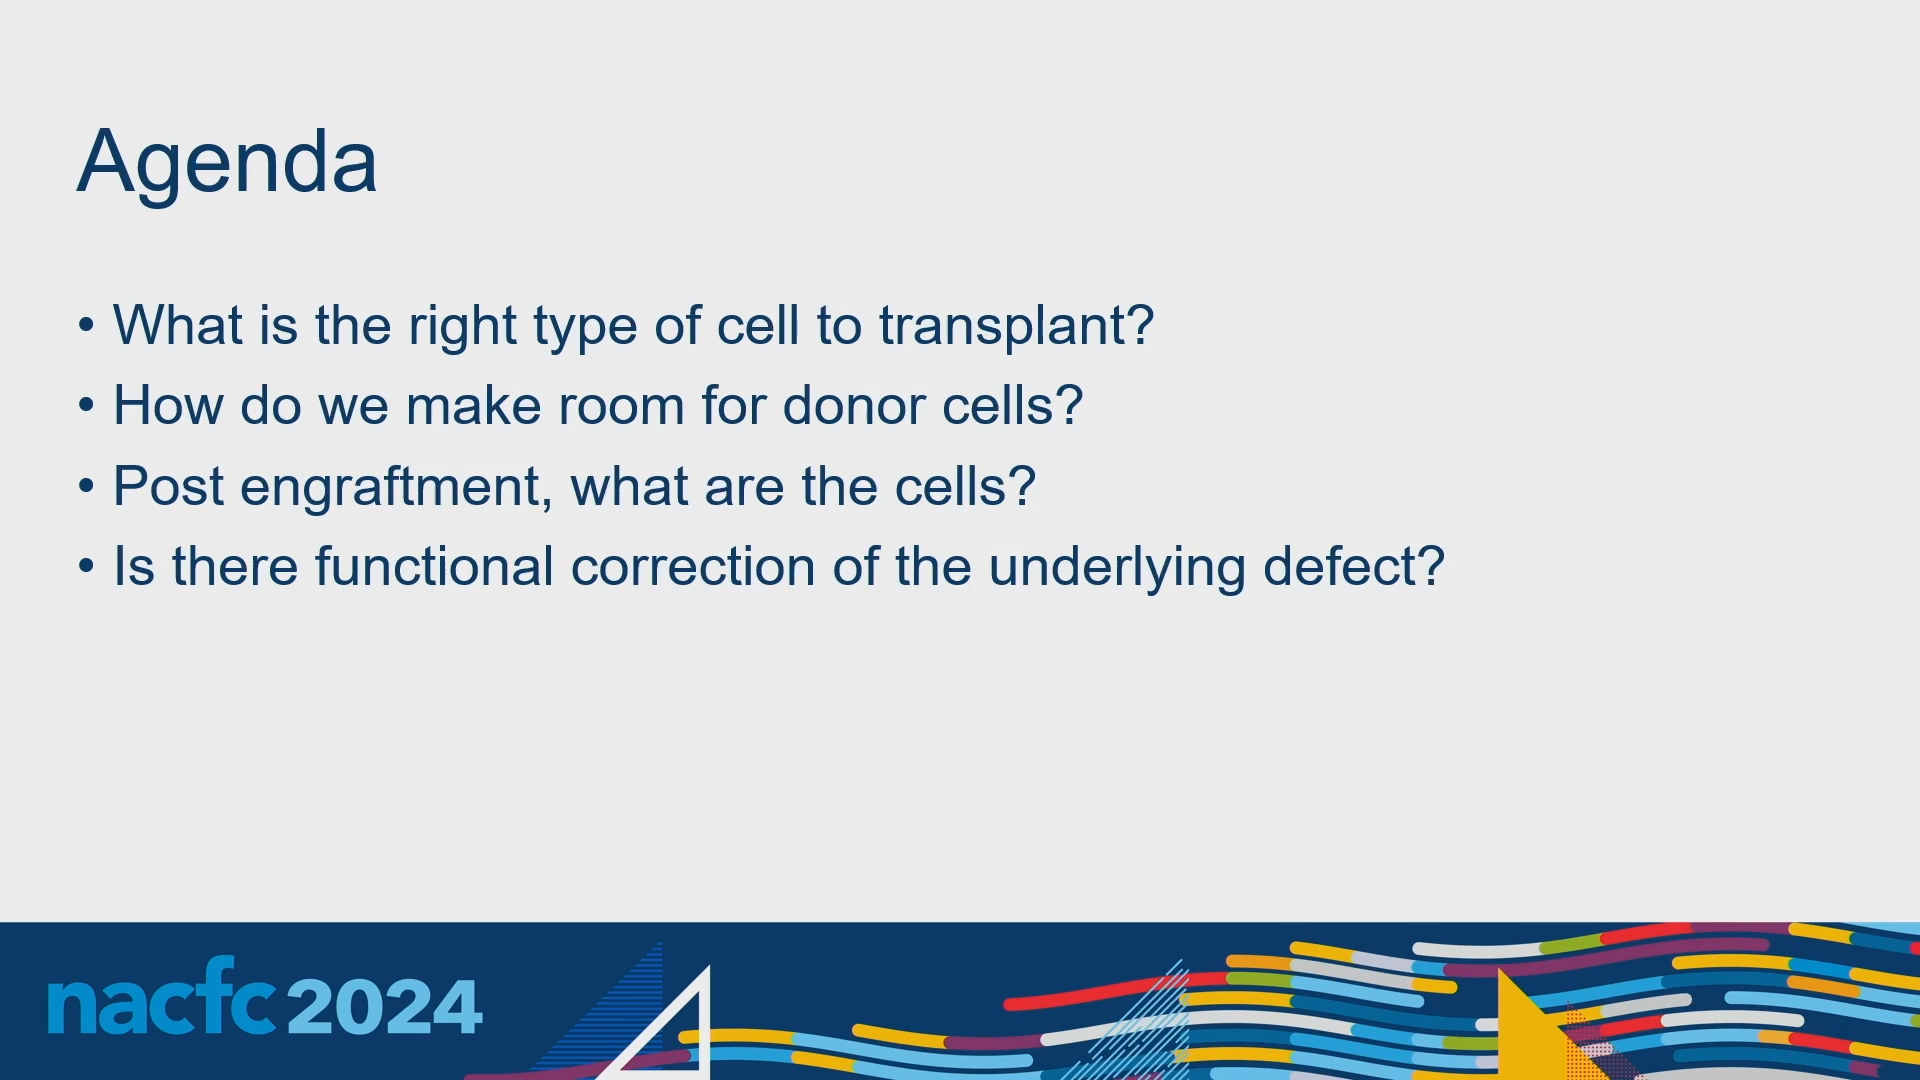 Agenda
• What is the right type of cell to transplant?
• How do we make room for donor cells?
• Post engraftment, what are the cells?
• Is there functional correction of the underlying defect?
nacfc 2024